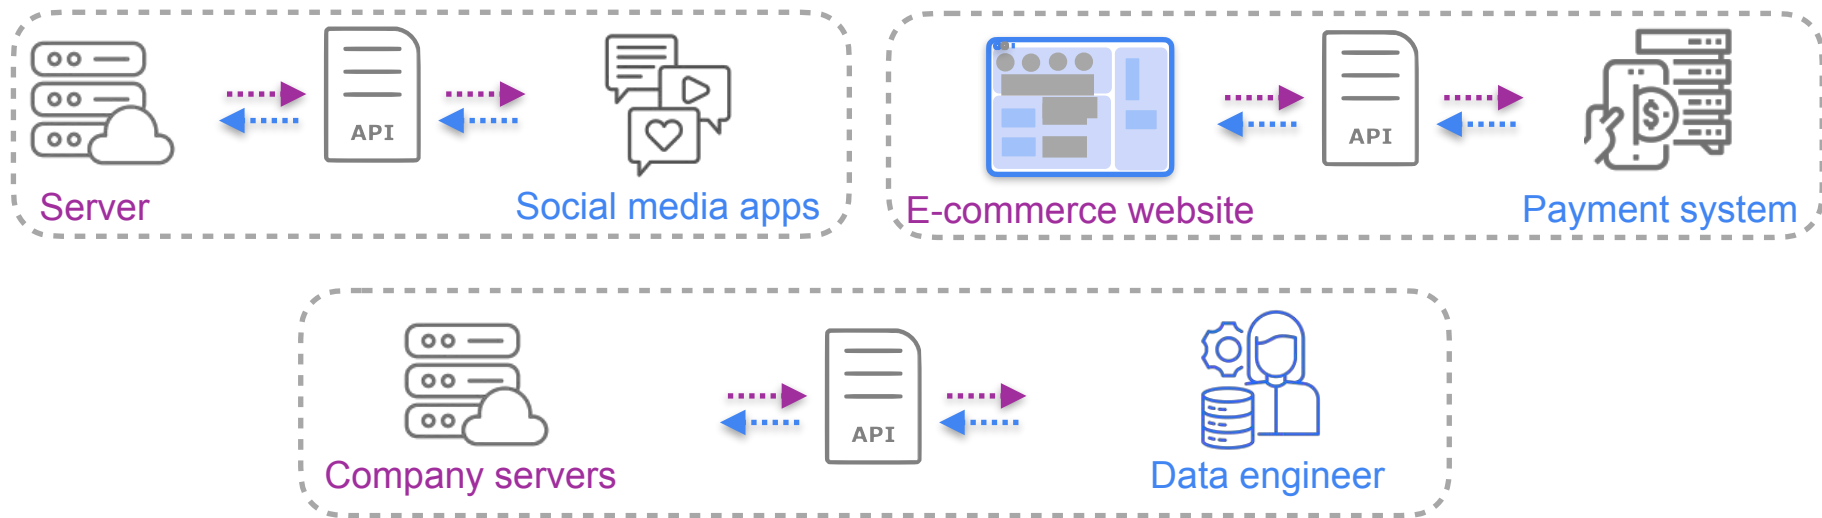 API
Server
Social media apps
API
$
E-commerce website
Payment system
API
Company servers
Data engineer